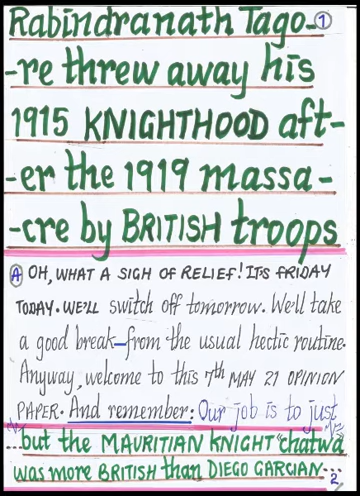 Rabindranath Tago- 1
-re threw away his
1915 KNIGHTHOOD aft-
-er the 1919 massa-
-cre by BRITISH troops
A OH, WHAT A SIGH OF RELIEF! ITS FRIDAY
TODAY. WE'LL switch off tomorrow. We'll take
a good break—from the usual hectic routine.
Anyway, welcome to this 7th MAY 21 OPINION
PAPER. And remember: Our job is to just
...but the MAURITIAN KNIGHT "chatwa
was more BRITISH than DIEGO GARCIAN... 2